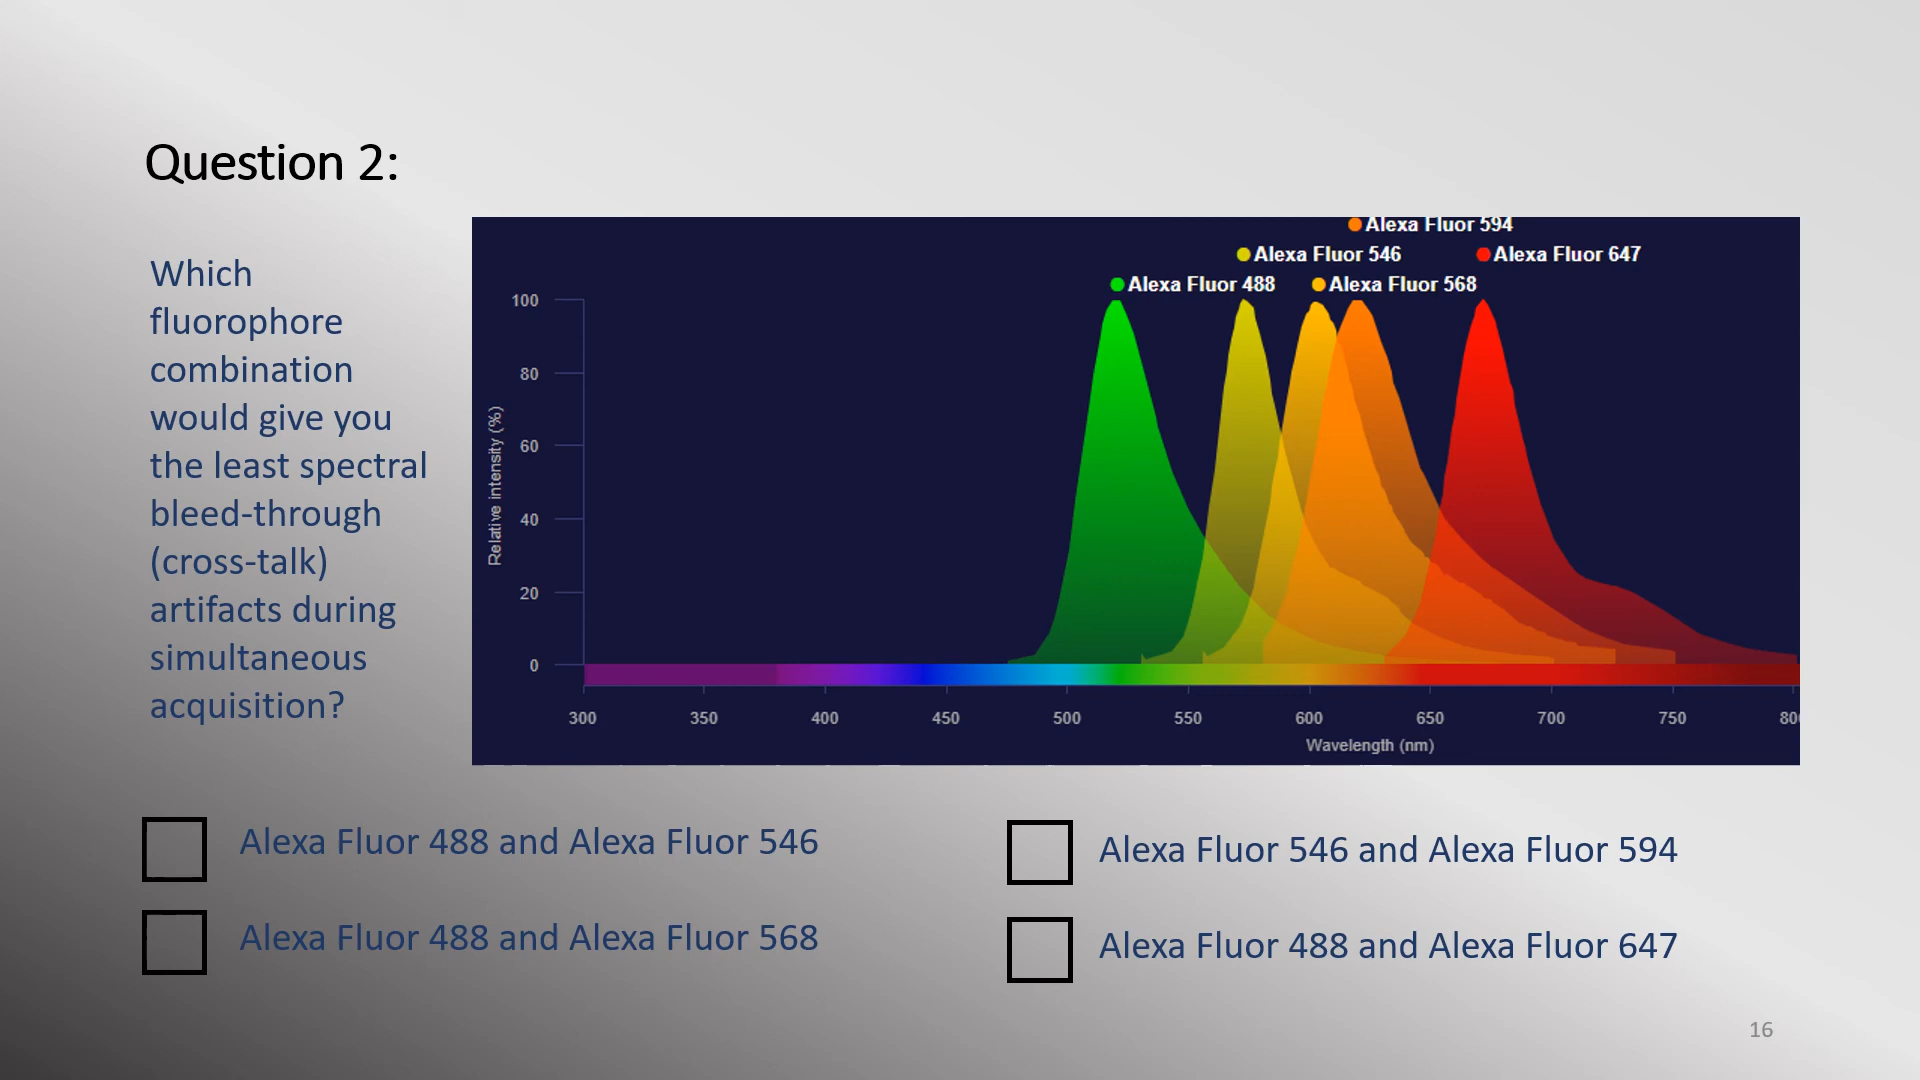 Question 2:
Which
fluorophore
combination
would give you
the least spectral
bleed-through
(cross-talk)
artifacts during
simultaneous
acquisition?
Alexa Fluor 594
Alexa Fluor 546
Alexa Fluor 647
Alexa Fluor 488
Alexa Fluor 568
Relative intensity (%)
100
80
60
40
20
0
300 350 400 450 500 550 600 650 700 750
Wavelength (nm)
Alexa Fluor 488 and Alexa Fluor 546
Alexa Fluor 488 and Alexa Fluor 568
Alexa Fluor 546 and Alexa Fluor 594
Alexa Fluor 488 and Alexa Fluor 647
16